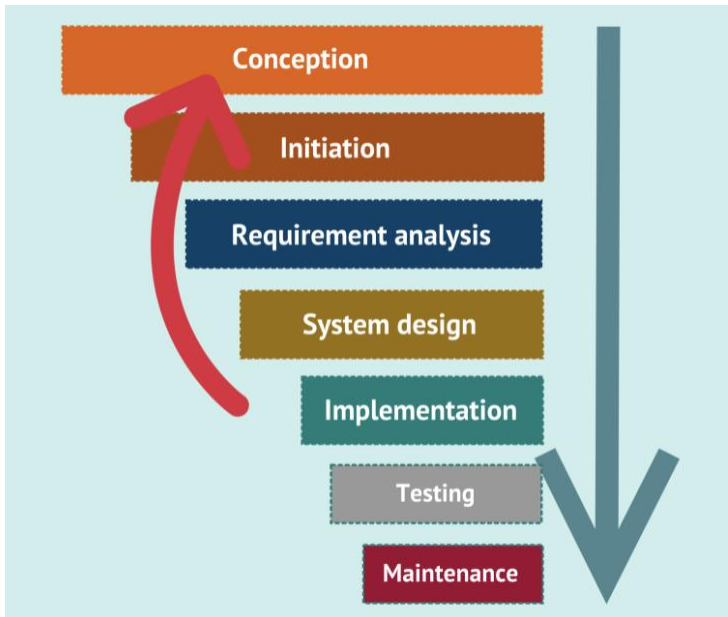 Conception
Initiation
Requirement analysis
System design
Implementation
Testing
Maintenance